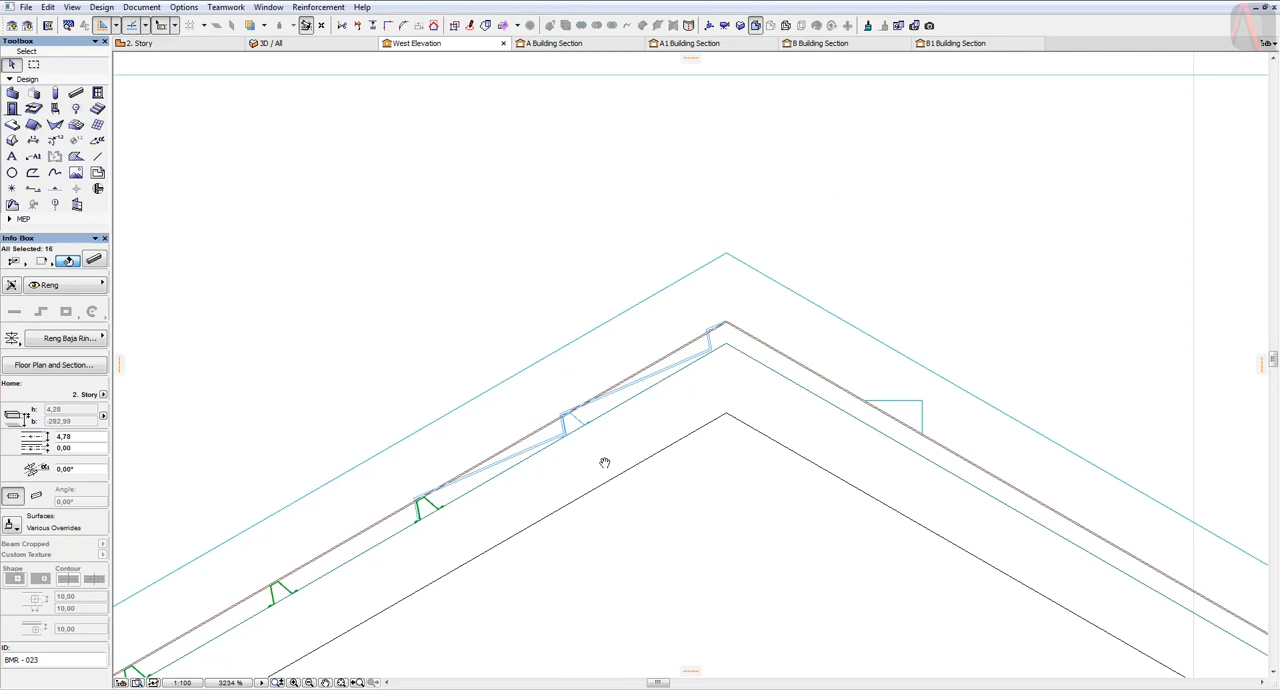 File Edit View Design Document Options Teamwork Window Reinforcement Help
Toolbox
Select
Design
MEP
2. Story
3D / All
West Elevation
A Building Section
A1 Building Section
B Building Section
B1 Building Section
Info Box
All Selected: 16
Reng
Reng Baja Rin...
Floor Plan and Section...
Home:
2. Story
h: 4,28
b: -282,99
4,78
0,00
0,00°
Angle:
0,00°
Surfaces:
Various Overrides
Beam Cropped
Custom Texture
Shape Contour
10,00
10,00
10,00
ID:
BMR - 023
1:100
3234 %